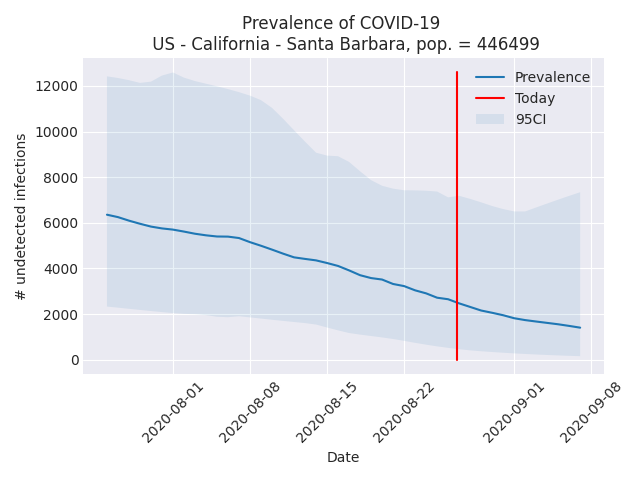 Prevalence of COVID-19
US - California - Santa Barbara, pop. = 446499
# undetected infections
12000
10000
8000
6000
4000
2000
0
Prevalence
Today
95CI
2020-08-01
2020-08-08
2020-08-15
2020-08-22
2020-09-01
2020-09-08
Date